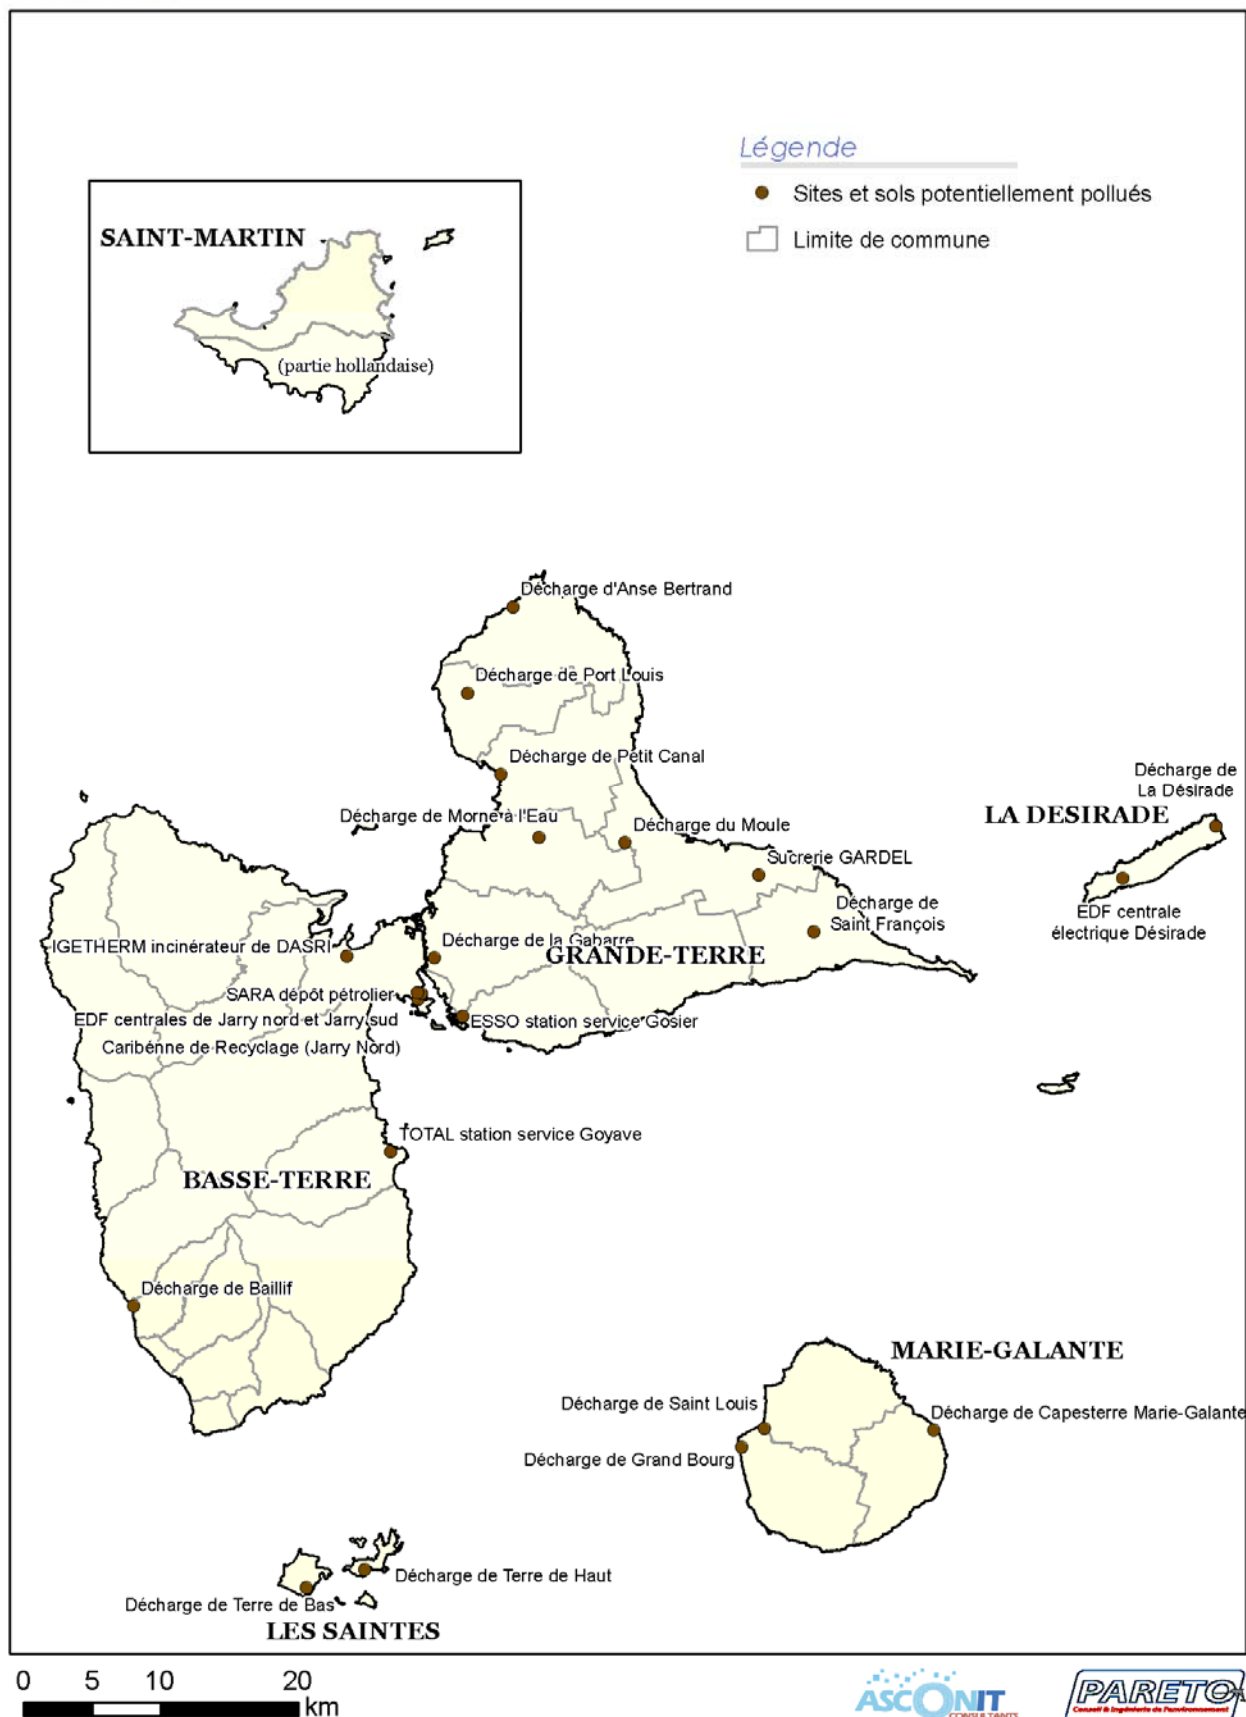 Légende
Sites et sols potentiellement pollués
Limite de commune
SAINT-MARTIN
(partie hollandaise)
Décharge d'Anse Bertrand
Décharge de Port Louis
Décharge de Petit Canal
Décharge de
La Désirade
LA DESIRADE
Décharge de Morne à l'Eau
Décharge du Moule
Sucrerie GARDEL
Décharge de
Saint François
EDF centrale
électrique Désirade
IGETHERM incinérateur de DASRI
Décharge de la Gabarre
GRANDE-TERRE
SARA dépôt pétrolier
EDF centrales de Jarry nord et Jarry sud
ESSO station service Gosier
Caribénne de Recyclage (Jarry Nord)
TOTAL station service Goyave
BASSE-TERRE
Décharge de Baillif
MARIE-GALANTE
Décharge de Saint Louis
Décharge de Capesterre Marie-Galante
Décharge de Grand Bourg
Décharge de Terre de Haut
Décharge de Terre de Bas
LES SAINTES
0 5 10 20
km
ASCONIT
CONSULTANTS
PARETO
Conseil & Ingénierie de l'environnement